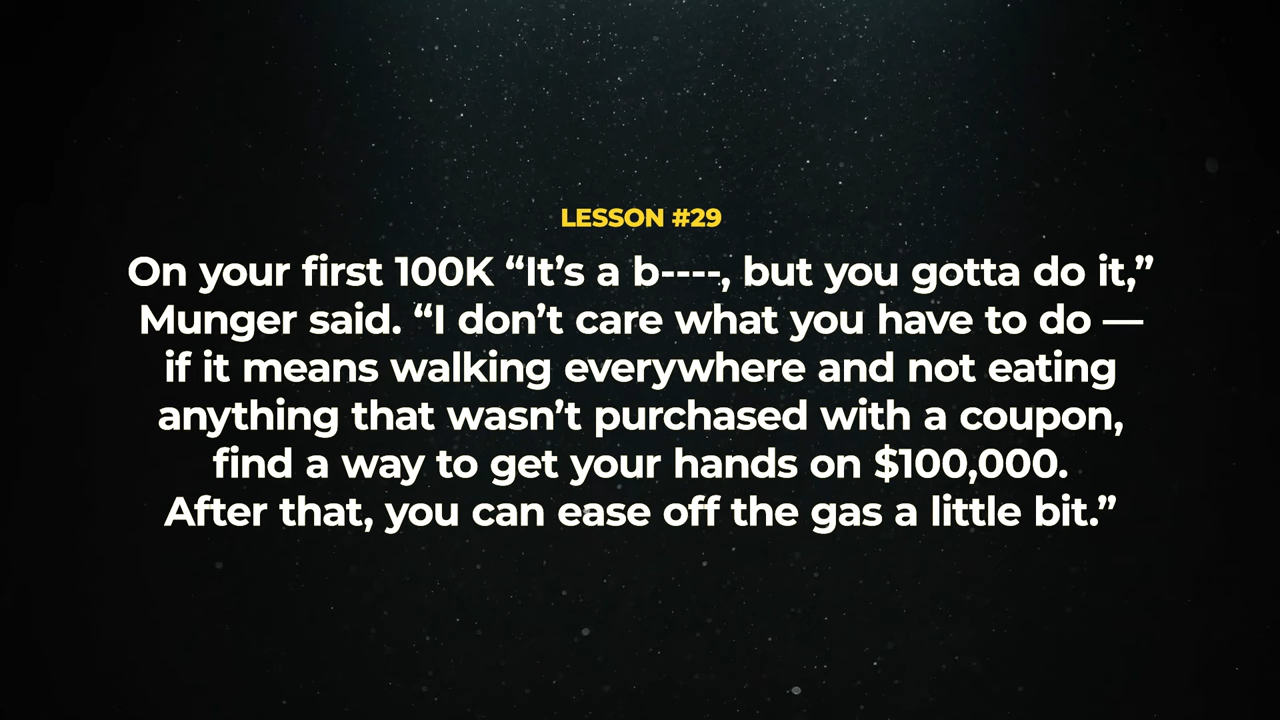 LESSON #29
On your first 100K “It’s a b----, but you gotta do it,”
Munger said. “I don’t care what you have to do —
if it means walking everywhere and not eating
anything that wasn’t purchased with a coupon,
find a way to get your hands on $100,000.
After that, you can ease off the gas a little bit.”